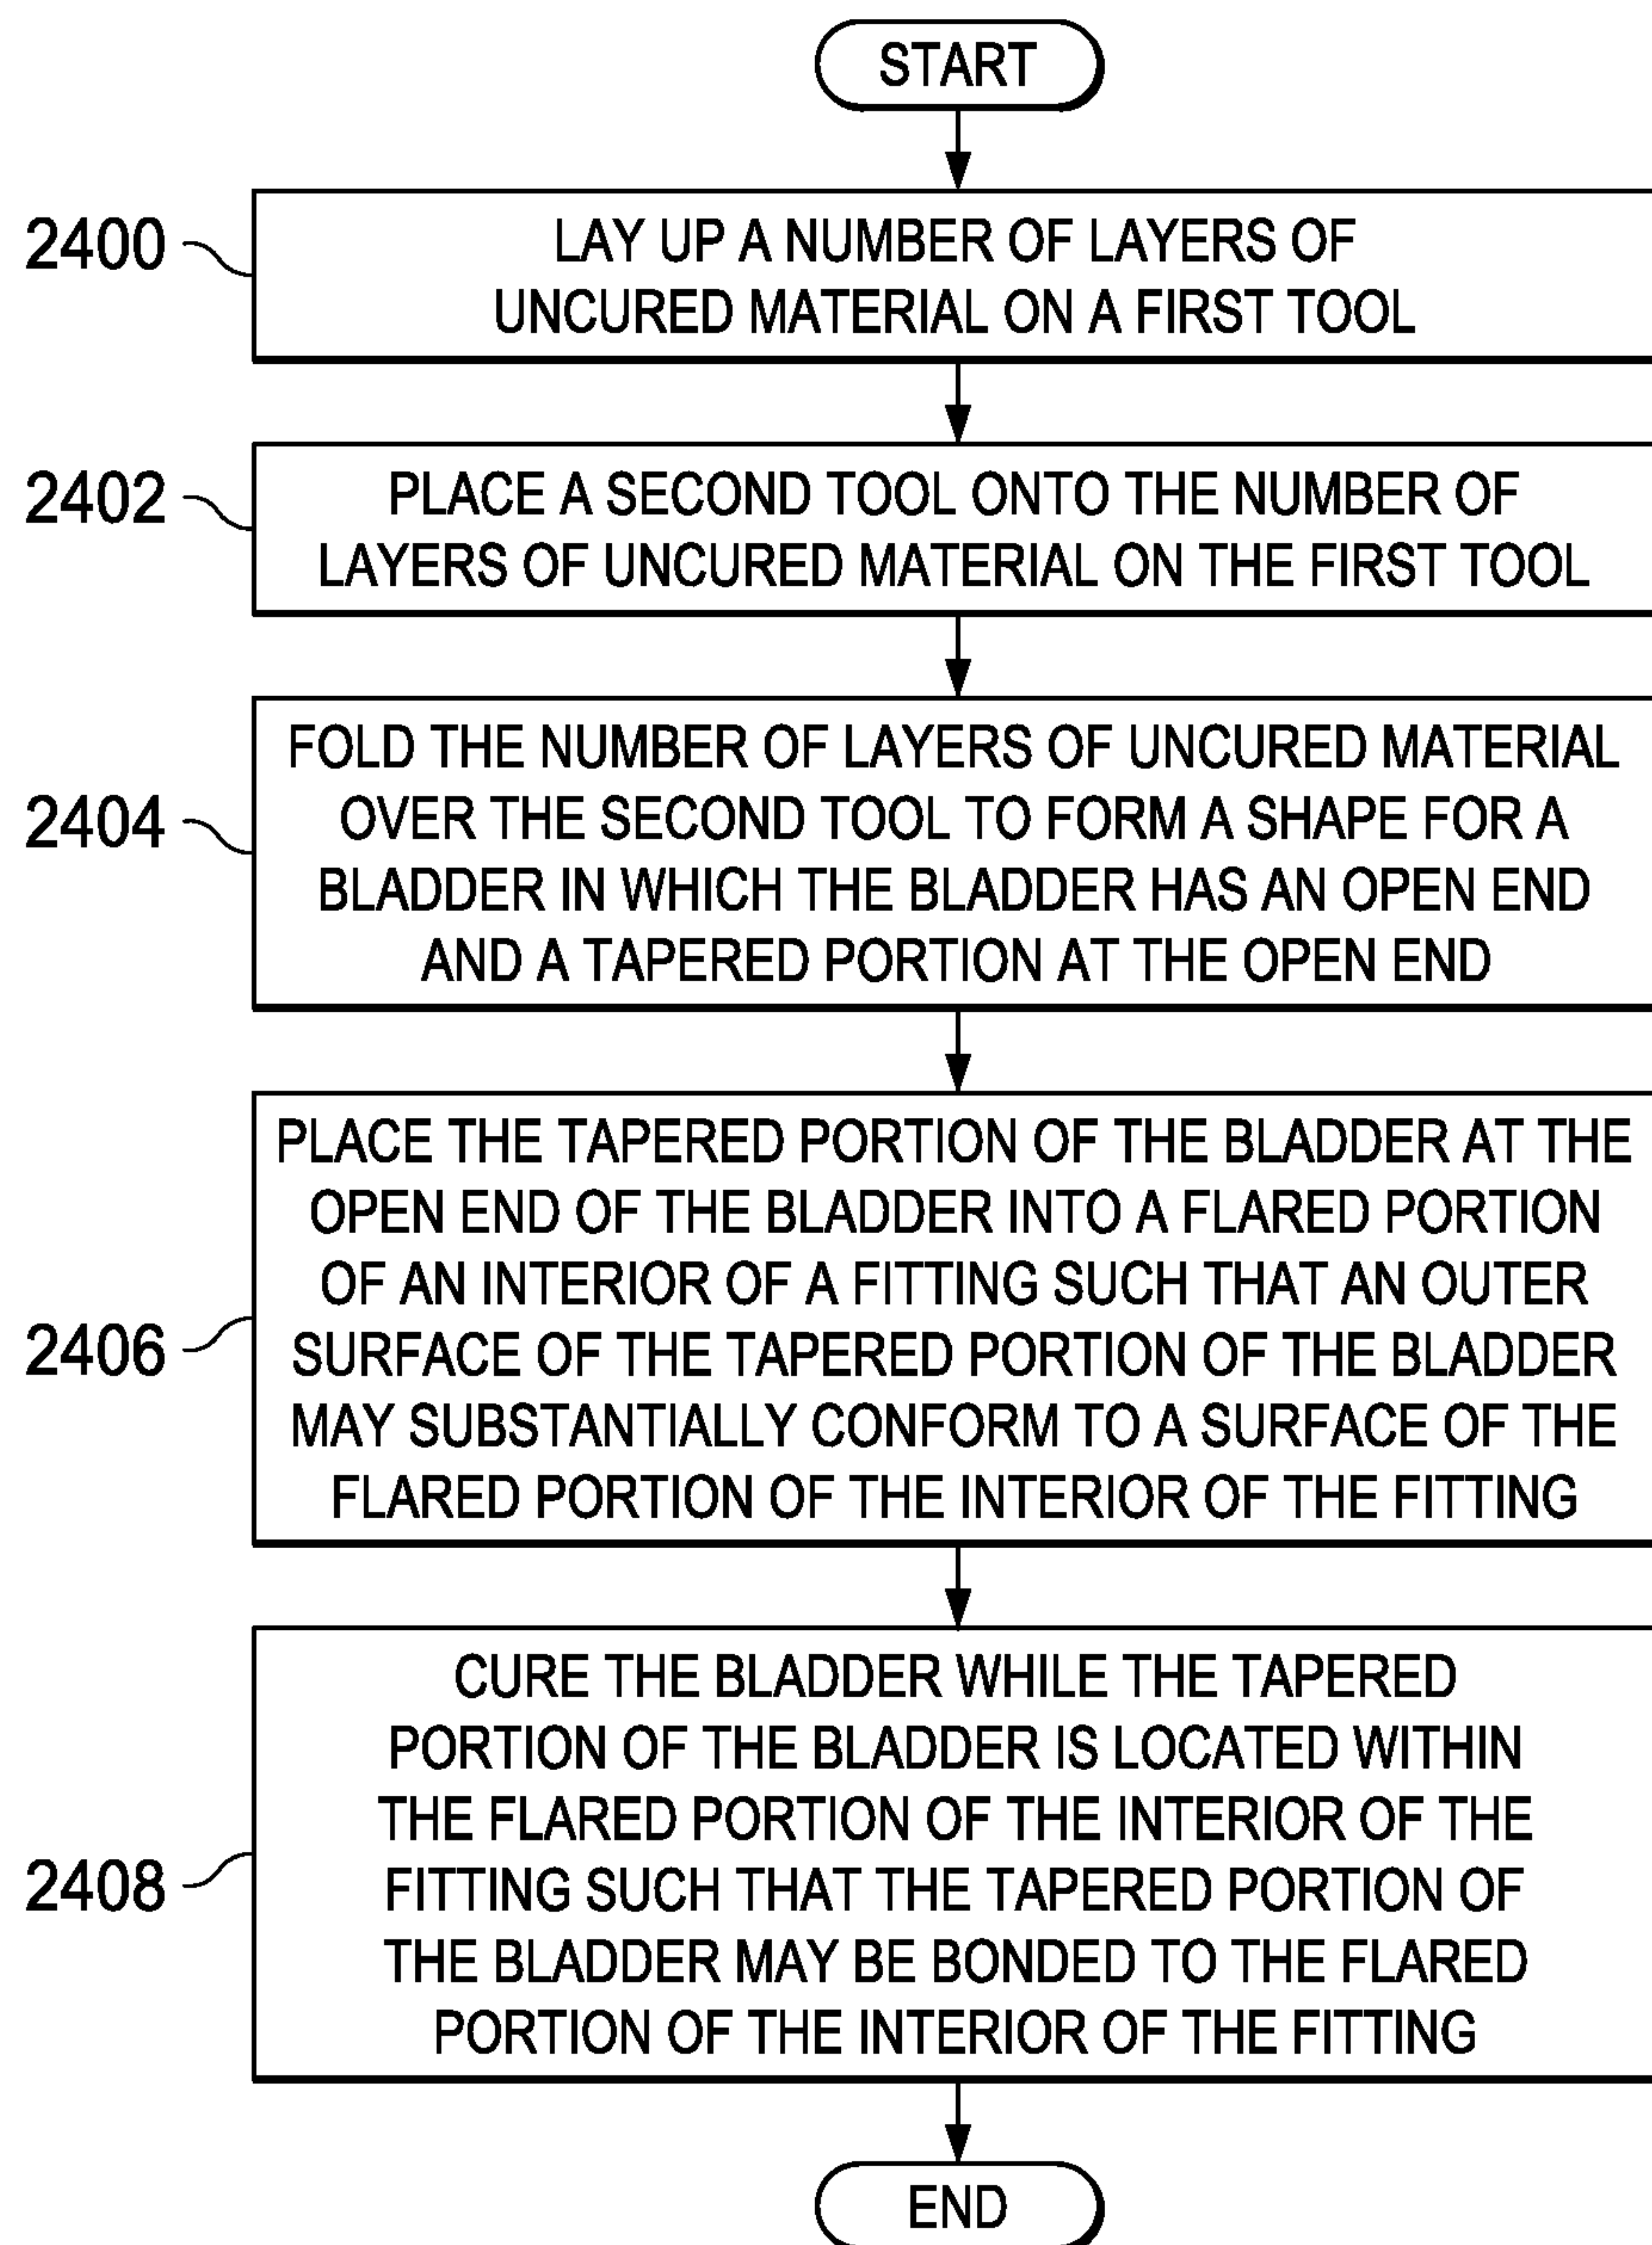 START
2400
LAY UP A NUMBER OF LAYERS OF
UNCURED MATERIAL ON A FIRST TOOL
2402
PLACE A SECOND TOOL ONTO THE NUMBER OF
LAYERS OF UNCURED MATERIAL ON THE FIRST TOOL
2404
FOLD THE NUMBER OF LAYERS OF UNCURED MATERIAL
OVER THE SECOND TOOL TO FORM A SHAPE FOR A
BLADDER IN WHICH THE BLADDER HAS AN OPEN END
AND A TAPERED PORTION AT THE OPEN END
2406
PLACE THE TAPERED PORTION OF THE BLADDER AT THE
OPEN END OF THE BLADDER INTO A FLARED PORTION
OF AN INTERIOR OF A FITTING SUCH THAT AN OUTER
SURFACE OF THE TAPERED PORTION OF THE BLADDER
MAY SUBSTANTIALLY CONFORM TO A SURFACE OF THE
FLARED PORTION OF THE INTERIOR OF THE FITTING
2408
CURE THE BLADDER WHILE THE TAPERED
PORTION OF THE BLADDER IS LOCATED WITHIN
THE FLARED PORTION OF THE INTERIOR OF THE
FITTING SUCH THAT THE TAPERED PORTION OF
THE BLADDER MAY BE BONDED TO THE FLARED
PORTION OF THE INTERIOR OF THE FITTING
END